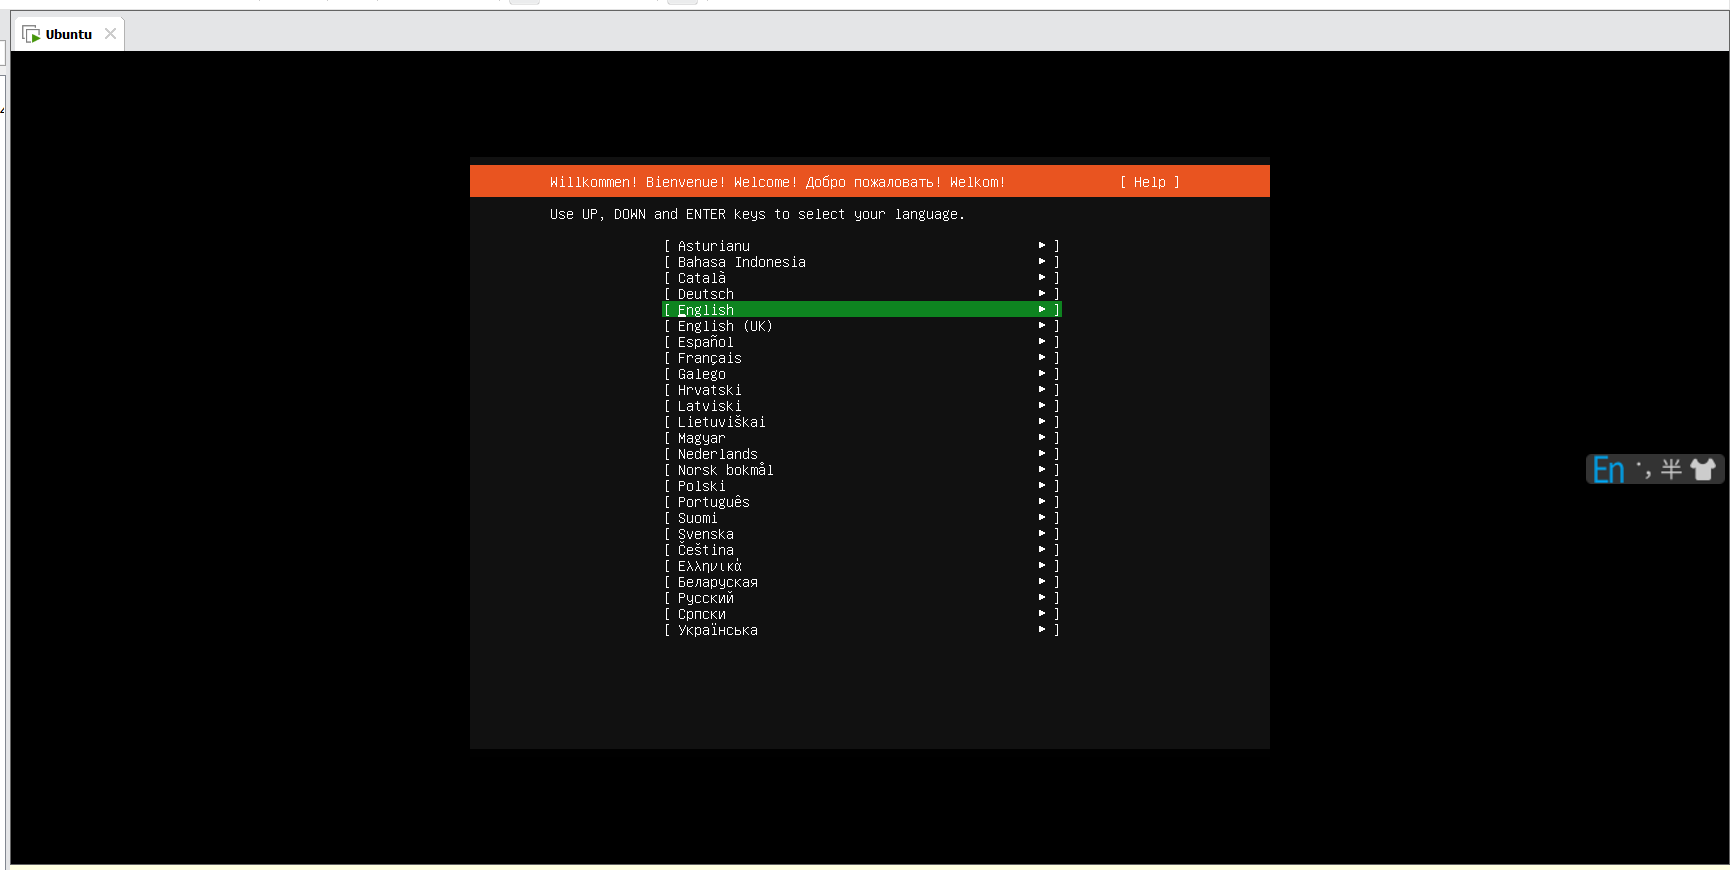 Ubuntu
Willkommen! Bienvenue! Welcome! Добро пожаловать! Welkom! [ Help ]
Use UP, DOWN and ENTER keys to select your language.
[ Asturianu ▸ ]
[ Bahasa Indonesia ▸ ]
[ Català ▸ ]
[ Deutsch ▸ ]
[ English ▸ ]
[ English (UK) ▸ ]
[ Español ▸ ]
[ Français ▸ ]
[ Galego ▸ ]
[ Hrvatski ▸ ]
[ Latviski ▸ ]
[ Lietuviškai ▸ ]
[ Magyar ▸ ]
[ Nederlands ▸ ]
[ Norsk bokmål ▸ ]
[ Polski ▸ ]
[ Português ▸ ]
[ Suomi ▸ ]
[ Svenska ▸ ]
[ Čeština ▸ ]
[ Ελληνικά ▸ ]
[ Беларуская ▸ ]
[ Русский ▸ ]
[ Српски ▸ ]
[ Українська ▸ ]
En ·, 半